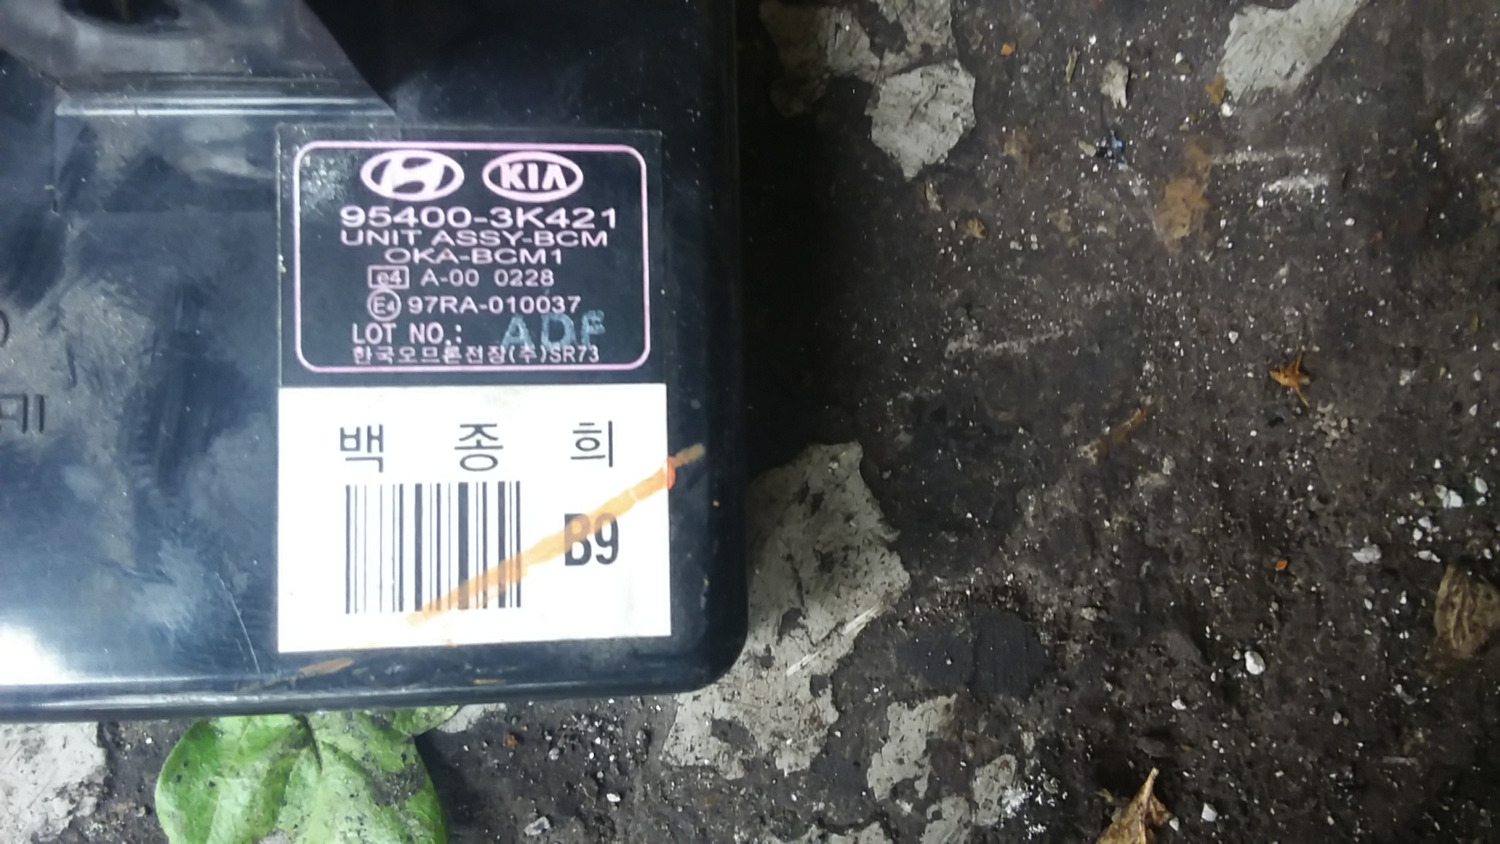 KIA
95400-3K421
UNIT ASSY-BCM
OKA-BCM1
e4 A-00 0228
E4 97RA-010037
LOT NO.: ADF
한국오므론전장(주)SR73
백 종 희
B9